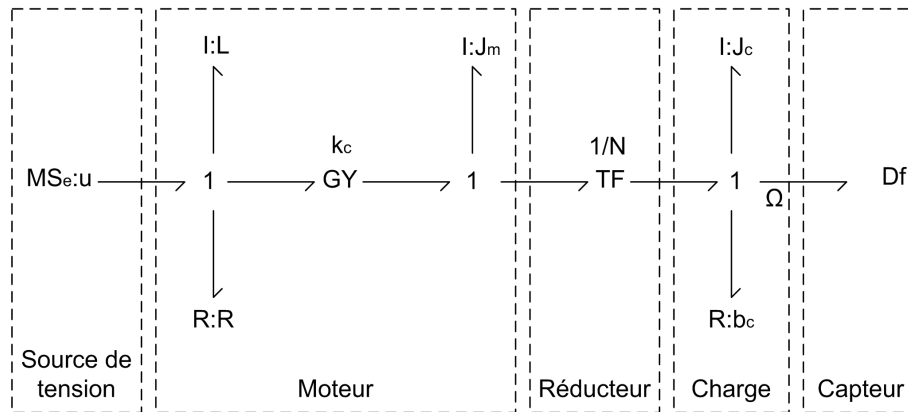 I:L
I:Jm
I:Jc
kc
1/N
MSe:u
1
GY
1
TF
1
Df
Ω
R:R
R:bc
Source de
tension
Moteur
Réducteur
Charge
Capteur